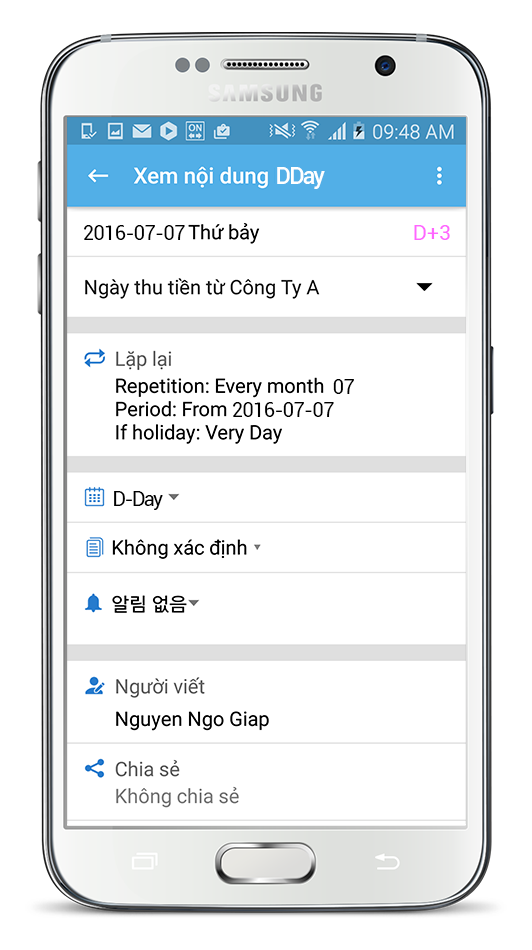 SAMSUNG
ON
09:48 AM
Xem nội dung DDay
2016-07-07 Thứ bảy D+3
Ngày thu tiền từ Công Ty A
Lặp lại
Repetition: Every month 07
Period: From 2016-07-07
If holiday: Very Day
D-Day
Không xác định
알림 없음
Người viết
Nguyen Ngo Giap
Chia sẻ
Không chia sẻ